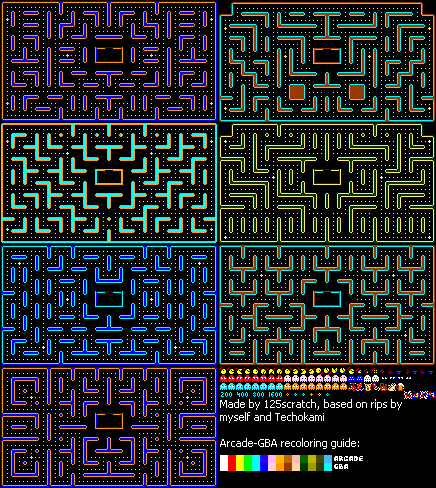 200 400 800 1600
Made by 125scratch, based on rips by
myself and Techokami
Arcade-GBA recoloring guide:
ARCADE
GBA